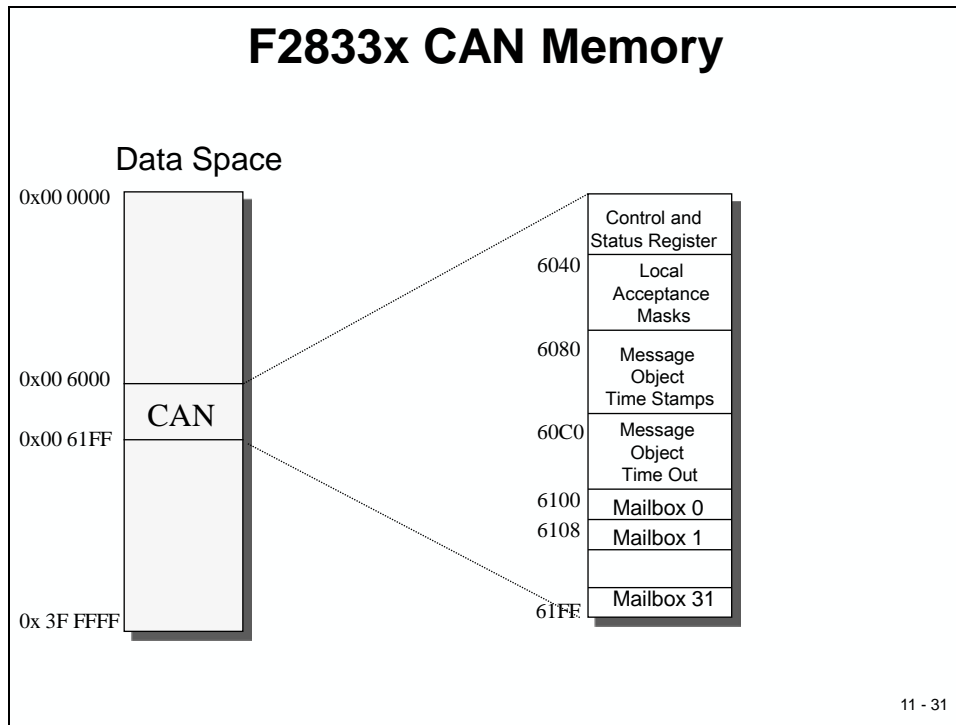 F2833x CAN Memory
Data Space
0x00 0000
0x00 6000
CAN
0x00 61FF
0x 3F FFFF
Control and
Status Register
6040
Local
Acceptance
Masks
6080
Message
Object
Time Stamps
60C0
Message
Object
Time Out
6100
Mailbox 0
6108
Mailbox 1
Mailbox 31
61FF
11 - 31